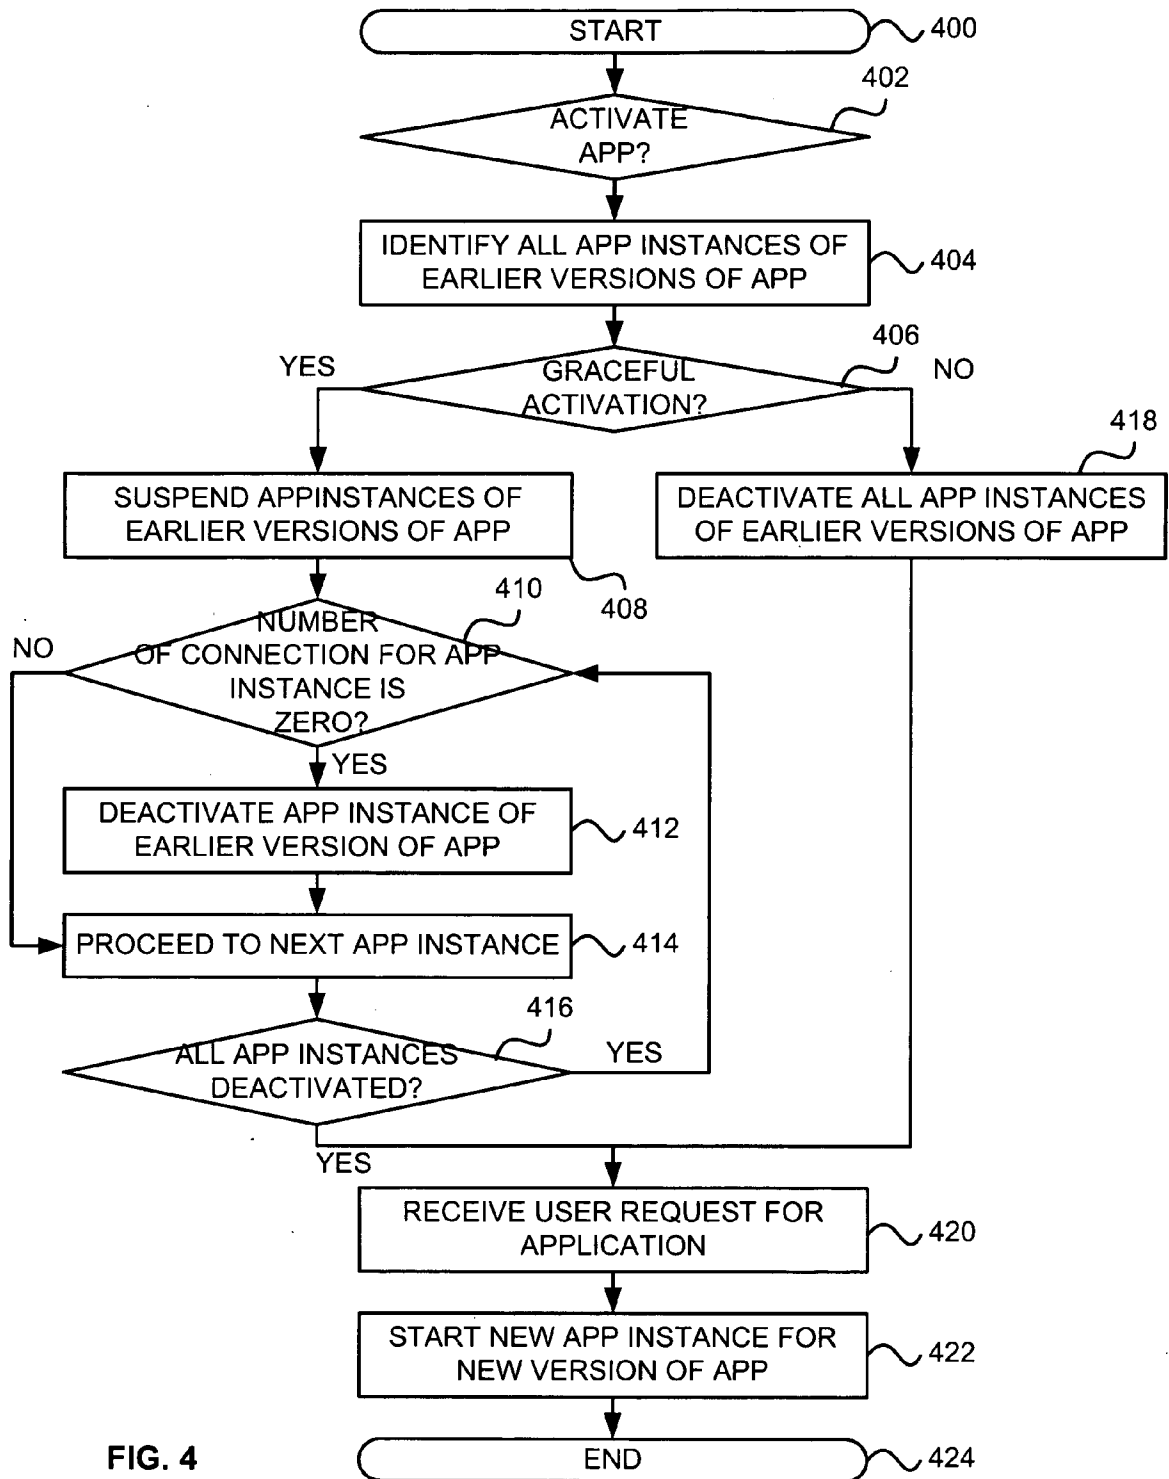 START
400
402
ACTIVATE
APP?
IDENTIFY ALL APP INSTANCES OF
EARLIER VERSIONS OF APP
404
406
YES
GRACEFUL
ACTIVATION?
NO
418
SUSPEND APPINSTANCES OF
EARLIER VERSIONS OF APP
DEACTIVATE ALL APP INSTANCES
OF EARLIER VERSIONS OF APP
408
410
NO
NUMBER
OF CONNECTION FOR APP
INSTANCE IS
ZERO?
YES
DEACTIVATE APP INSTANCE OF
EARLIER VERSION OF APP
412
PROCEED TO NEXT APP INSTANCE
414
416
ALL APP INSTANCES
DEACTIVATED?
YES
YES
RECEIVE USER REQUEST FOR
APPLICATION
420
START NEW APP INSTANCE FOR
NEW VERSION OF APP
422
END
424
FIG. 4